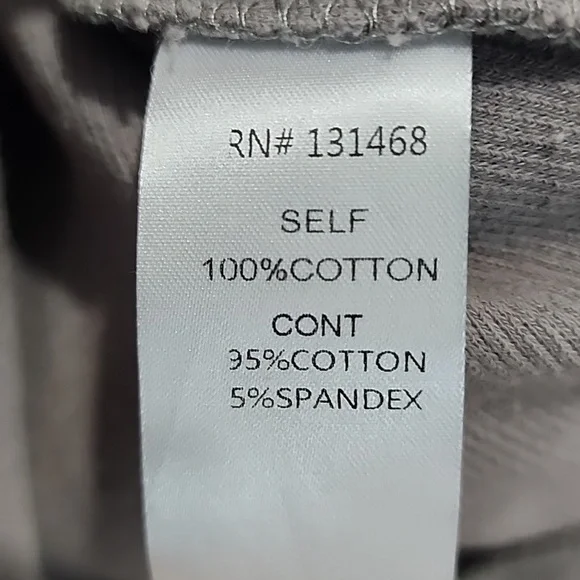 RN# 131468
SELF
100%COTTON
CONT
95%COTTON
5%SPANDEX